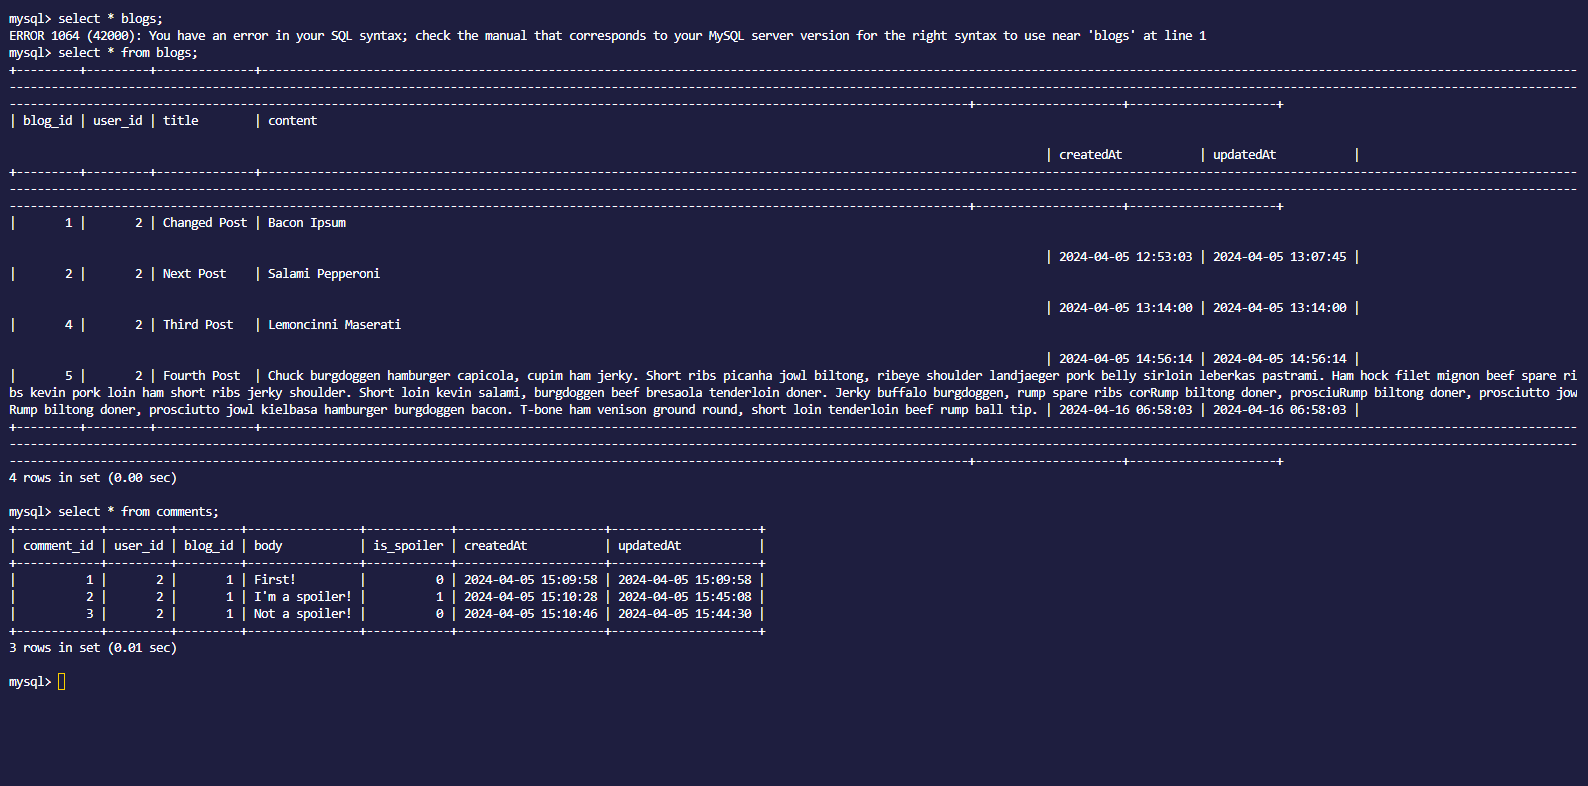 mysql> select * blogs;
ERROR 1064 (42000): You have an error in your SQL syntax; check the manual that corresponds to your MySQL server version for the right syntax to use near 'blogs' at line 1
mysql> select * from blogs;
| blog_id | user_id | title | content
| createdAt | updatedAt |
| 1 | 2 | Changed Post | Bacon Ipsum
| 2024-04-05 12:53:03 | 2024-04-05 13:07:45 |
| 2 | 2 | Next Post | Salami Pepperoni
| 2024-04-05 13:14:00 | 2024-04-05 13:14:00 |
| 4 | 2 | Third Post | Lemoncinni Maserati
| 2024-04-05 14:56:14 | 2024-04-05 14:56:14 |
| 5 | 2 | Fourth Post | Chuck burgdoggen hamburger capicola, cupim ham jerky. Short ribs picanha jowl biltong, ribeye shoulder landjaeger pork belly sirloin leberkas pastrami. Ham hock filet mignon beef spare ri
bs kevin pork loin ham short ribs jerky shoulder. Short loin kevin salami, burgdoggen beef bresaola tenderloin doner. Jerky buffalo burgdoggen, rump spare ribs corRump biltong doner, prosciuRump biltong doner, prosciutto jow
Rump biltong doner, prosciutto jowl kielbasa hamburger burgdoggen bacon. T-bone ham venison ground round, short loin tenderloin beef rump ball tip. | 2024-04-16 06:58:03 | 2024-04-16 06:58:03 |
4 rows in set (0.00 sec)
mysql> select * from comments;
| comment_id | user_id | blog_id | body | is_spoiler | createdAt | updatedAt |
| 1 | 2 | 1 | First! | 0 | 2024-04-05 15:09:58 | 2024-04-05 15:09:58 |
| 2 | 2 | 1 | I'm a spoiler! | 1 | 2024-04-05 15:10:28 | 2024-04-05 15:45:08 |
| 3 | 2 | 1 | Not a spoiler! | 0 | 2024-04-05 15:10:46 | 2024-04-05 15:44:30 |
3 rows in set (0.01 sec)
mysql>